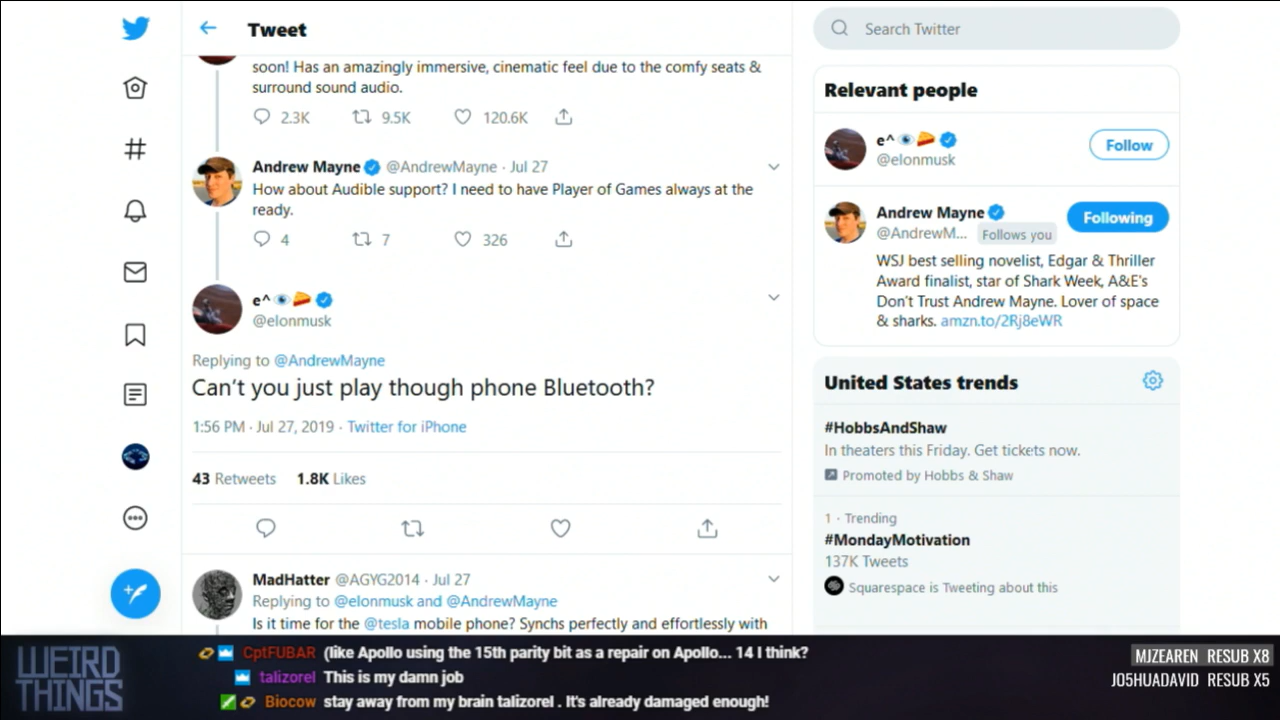 Tweet
soon! Has an amazingly immersive, cinematic feel due to the comfy seats &
surround sound audio.
2.3K 9.5K 120.6K
Andrew Mayne @AndrewMayne · Jul 27
How about Audible support? I need to have Player of Games always at the
ready.
4 7 326
e^👁🥧
@elonmusk
Replying to @AndrewMayne
Can't you just play though phone Bluetooth?
1:56 PM · Jul 27, 2019 · Twitter for iPhone
43 Retweets 1.8K Likes
MadHatter @AGYG2014 · Jul 27
Replying to @elonmusk and @AndrewMayne
Is it time for the @tesla mobile phone? Synchs perfectly and effortlessly with
Search Twitter
Relevant people
e^👁🥧
@elonmusk
Follow
Andrew Mayne
@AndrewM... Follows you
Following
WSJ best selling novelist, Edgar & Thriller
Award finalist, star of Shark Week, A&E's
Don't Trust Andrew Mayne. Lover of space
& sharks. amzn.to/2Rj8eWR
United States trends
#HobbsAndShaw
In theaters this Friday. Get tickets now.
Promoted by Hobbs & Shaw
1 · Trending
#MondayMotivation
137K Tweets
Squarespace is Tweeting about this
WEIRD
THINGS
CptFUBAR (like Apollo using the 15th parity bit as a repair on Apollo... 14 I think?
talizorel This is my damn job
Biocow stay away from my brain talizorel . It's already damaged enough!
MJZEAREN RESUB X8
JO5HUADAVID RESUB X5